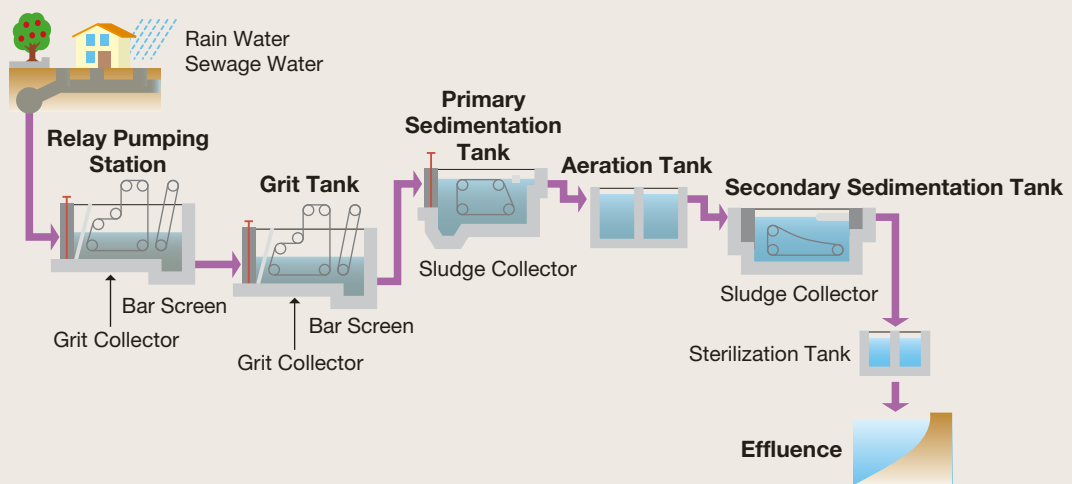 Rain Water
Sewage Water
Relay Pumping
Station
Bar Screen
Grit Collector
Grit Tank
Bar Screen
Grit Collector
Primary
Sedimentation
Tank
Sludge Collector
Aeration Tank
Secondary Sedimentation Tank
Sludge Collector
Sterilization Tank
Effluence